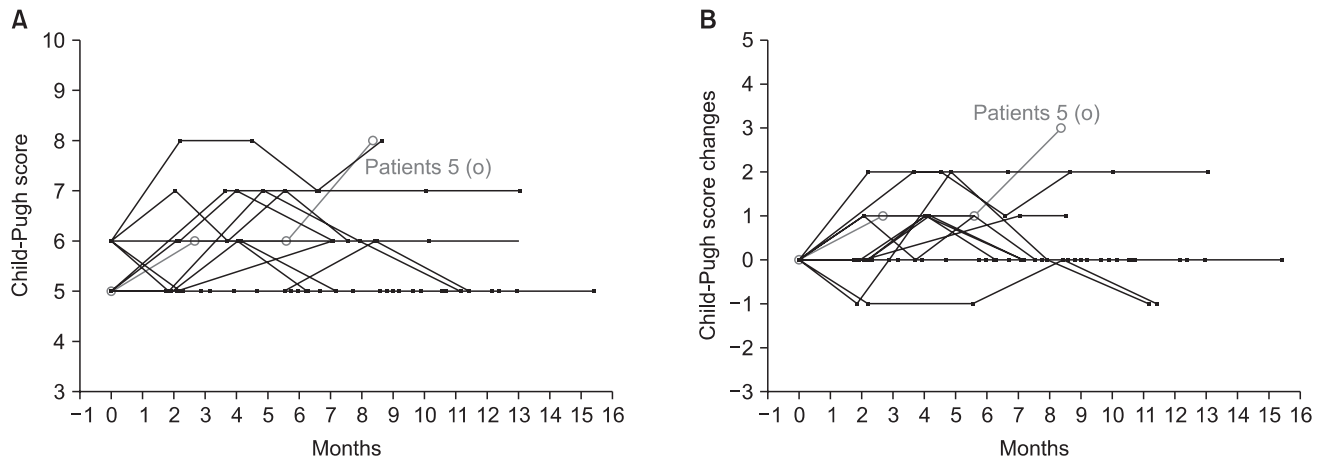 A
10
9
8
7
6
5
4
3
Child-Pugh score
Patients 5 (o)
−1 0 1 2 3 4 5 6 7 8 9 10 11 12 13 14 15 16
Months
B
5
4
3
2
1
0
−1
−2
−3
Child-Pugh score changes
Patients 5 (o)
−1 0 1 2 3 4 5 6 7 8 9 10 11 12 13 14 15 16
Months